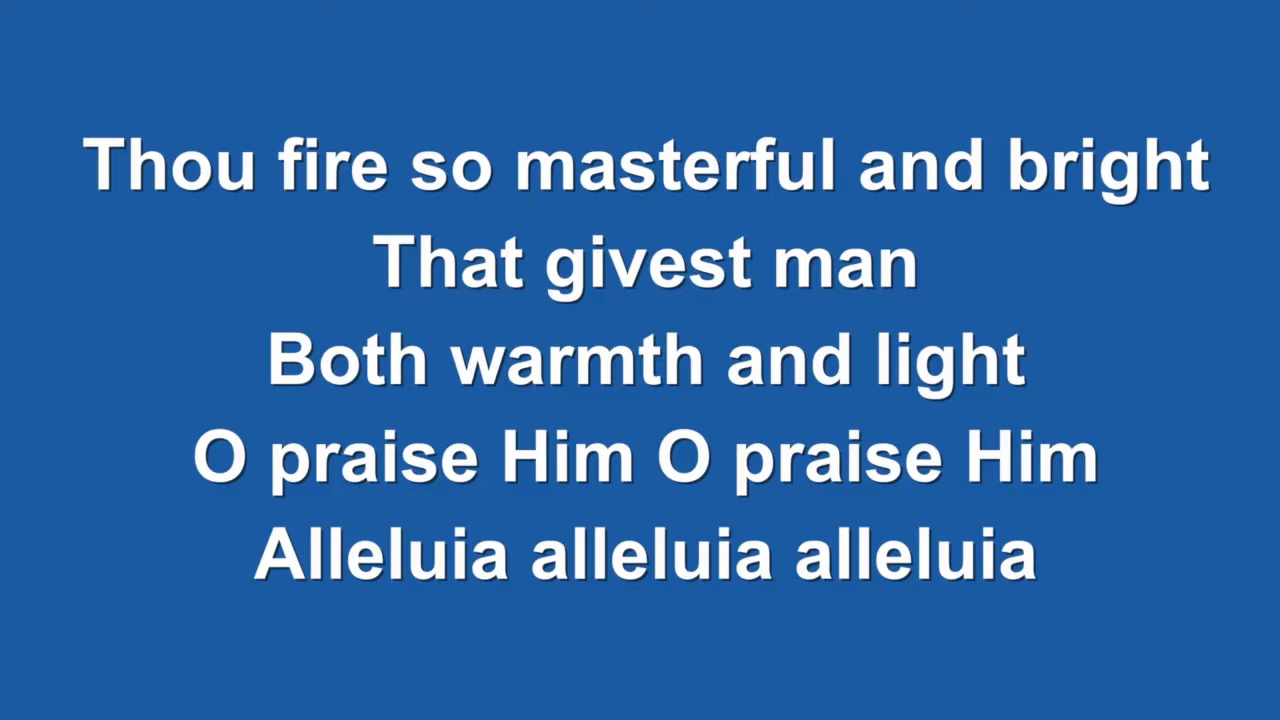 Thou fire so masterful and bright
That givest man
Both warmth and light
O praise Him O praise Him
Alleluia alleluia alleluia